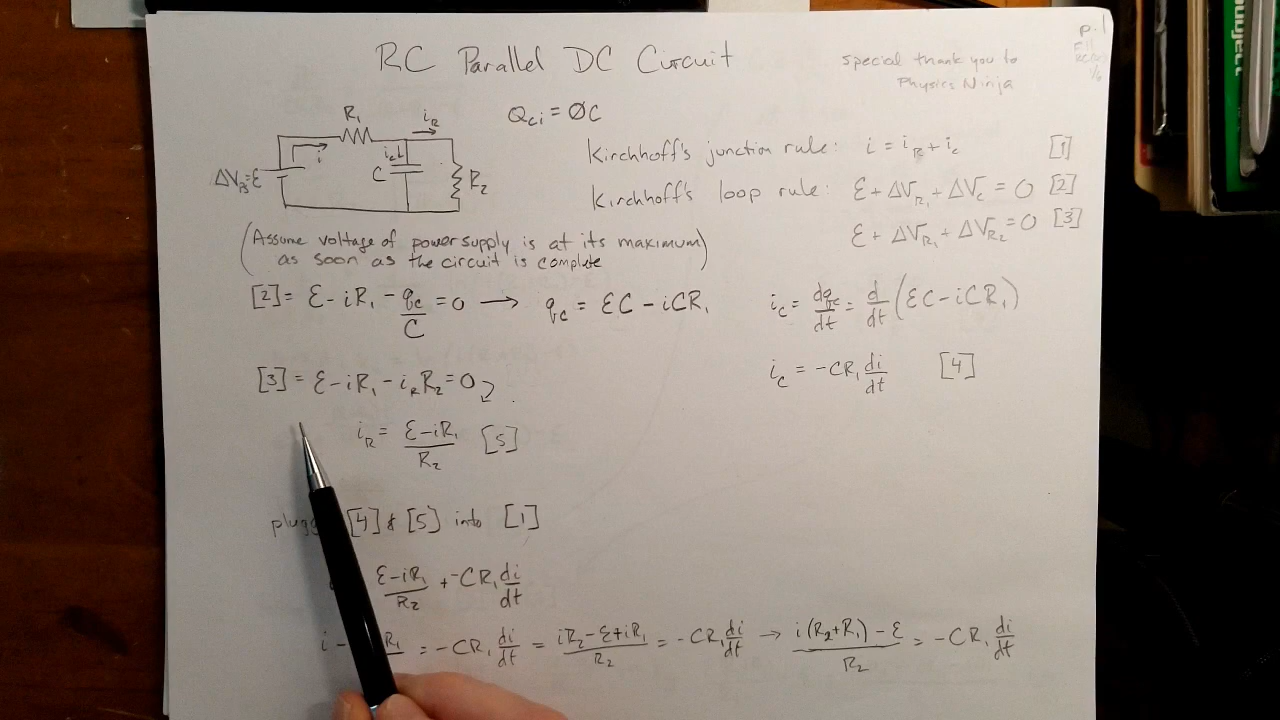 p. 1
RC Parallel DC Circuit
special thank you to
Physics Ninja
R₁
i_R
i
i_c↓
C
R₂
ΔV_PS=ε
Q_ci = ∅C
Kirchhoff's junction rule: i = i_R + i_c [1]
Kirchhoff's loop rule: ε + ΔV_R₁ + ΔV_C = 0 [2]
ε + ΔV_R₁ + ΔV_R₂ = 0 [3]
(Assume voltage of power supply is at its maximum
as soon as the circuit is complete)
[2] = ε - iR₁ - q_c/C = 0 → q_c = εC - iCR₁
i_c = dq_c/dt = d/dt (εC - iCR₁)
i_c = -CR₁ di/dt [4]
[3] = ε - iR₁ - i_R R₂ = 0
i_R = (ε - iR₁)/R₂ [5]
[4] & [5] into [1]
(ε - iR₁)/R₂ + -CR₁ di/dt
i - R₁ = -CR₁ di/dt = (iR₂ - ε + iR₁)/R₂ = -CR₁ di/dt → (i(R₂+R₁) - ε)/R₂ = -CR₁ di/dt